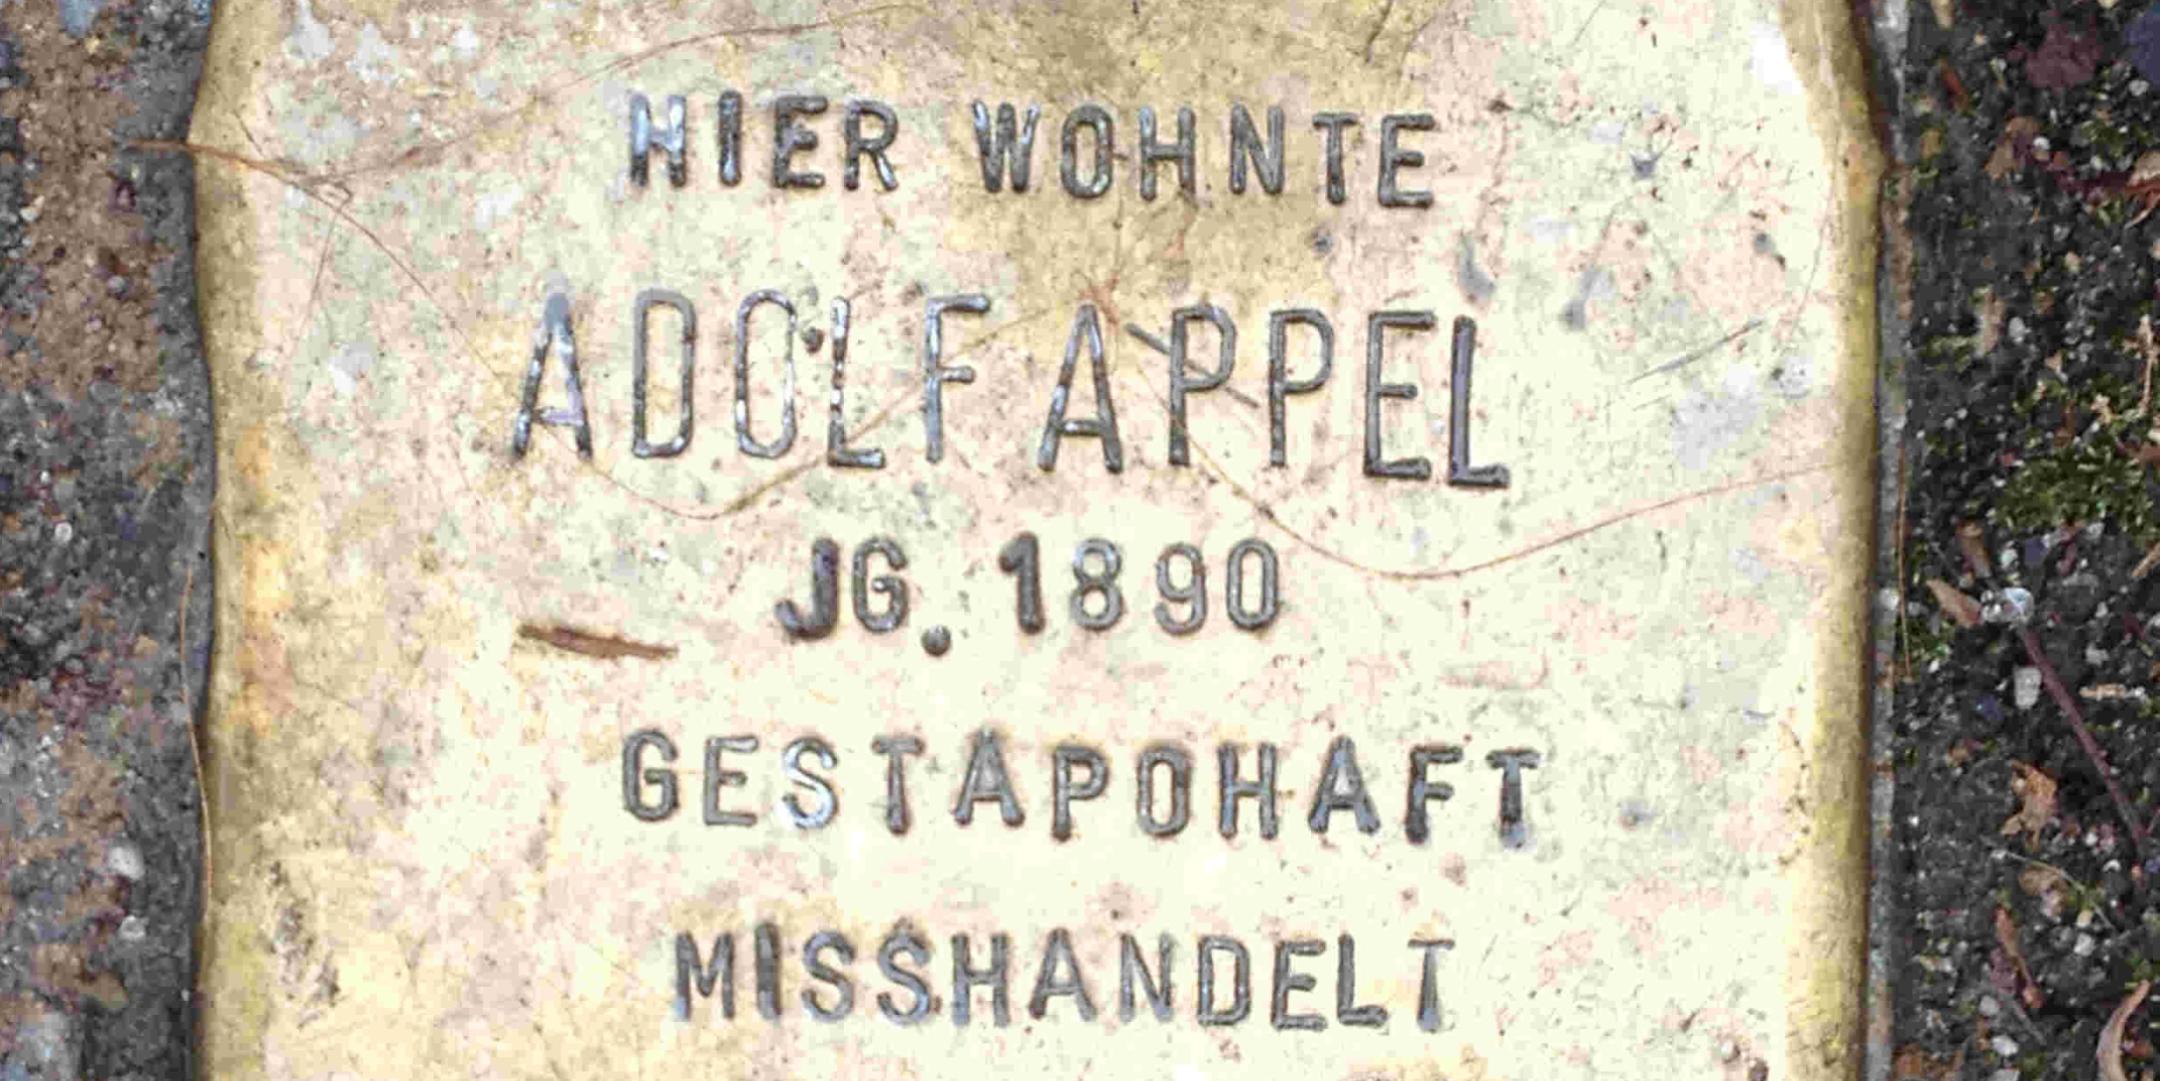 HIER WOHNTE
ADOLF APPEL
JG. 1890
GESTAPOHAFT
MISSHANDELT